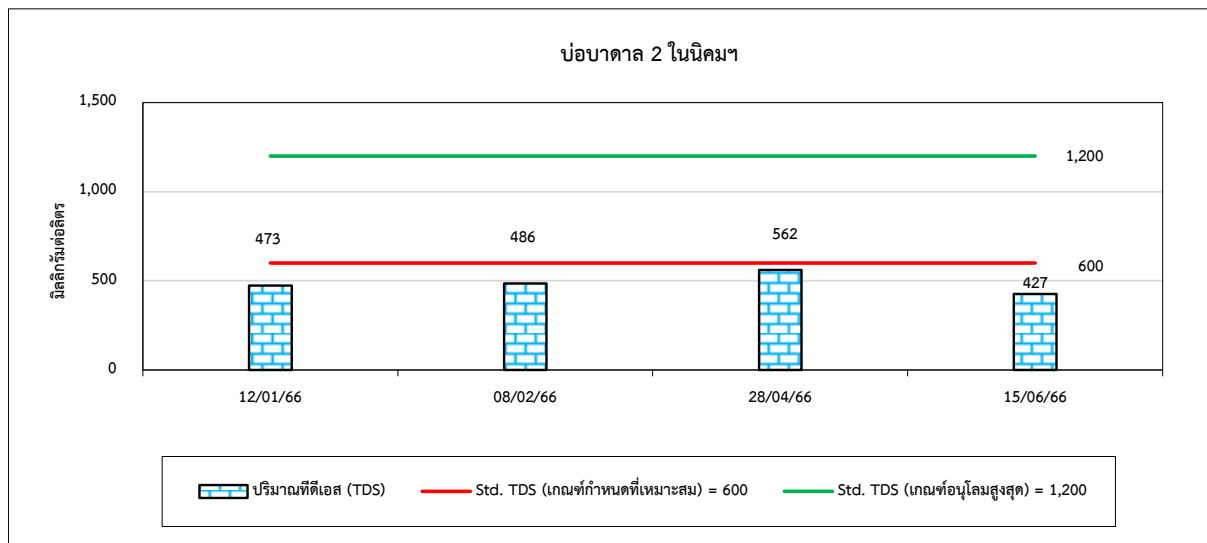 บ่อบาดาล 2 ในนิคมฯ
มิลลิกรัมต่อลิตร
1,500
1,000
500
0
1,200
600
473
486
562
427
12/01/66
08/02/66
28/04/66
15/06/66
ปริมาณทีดีเอส (TDS)
Std. TDS (เกณฑ์กำหนดที่เหมาะสม) = 600
Std. TDS (เกณฑ์อนุโลมสูงสุด) = 1,200